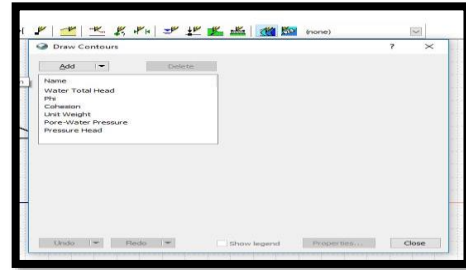 (none)
Draw Contours ? ×
Add Delete
Name
Water Total Head
Phi
Cohesion
Unit Weight
Pore-Water Pressure
Pressure Head
Undo Redo Show legend Properties... Close